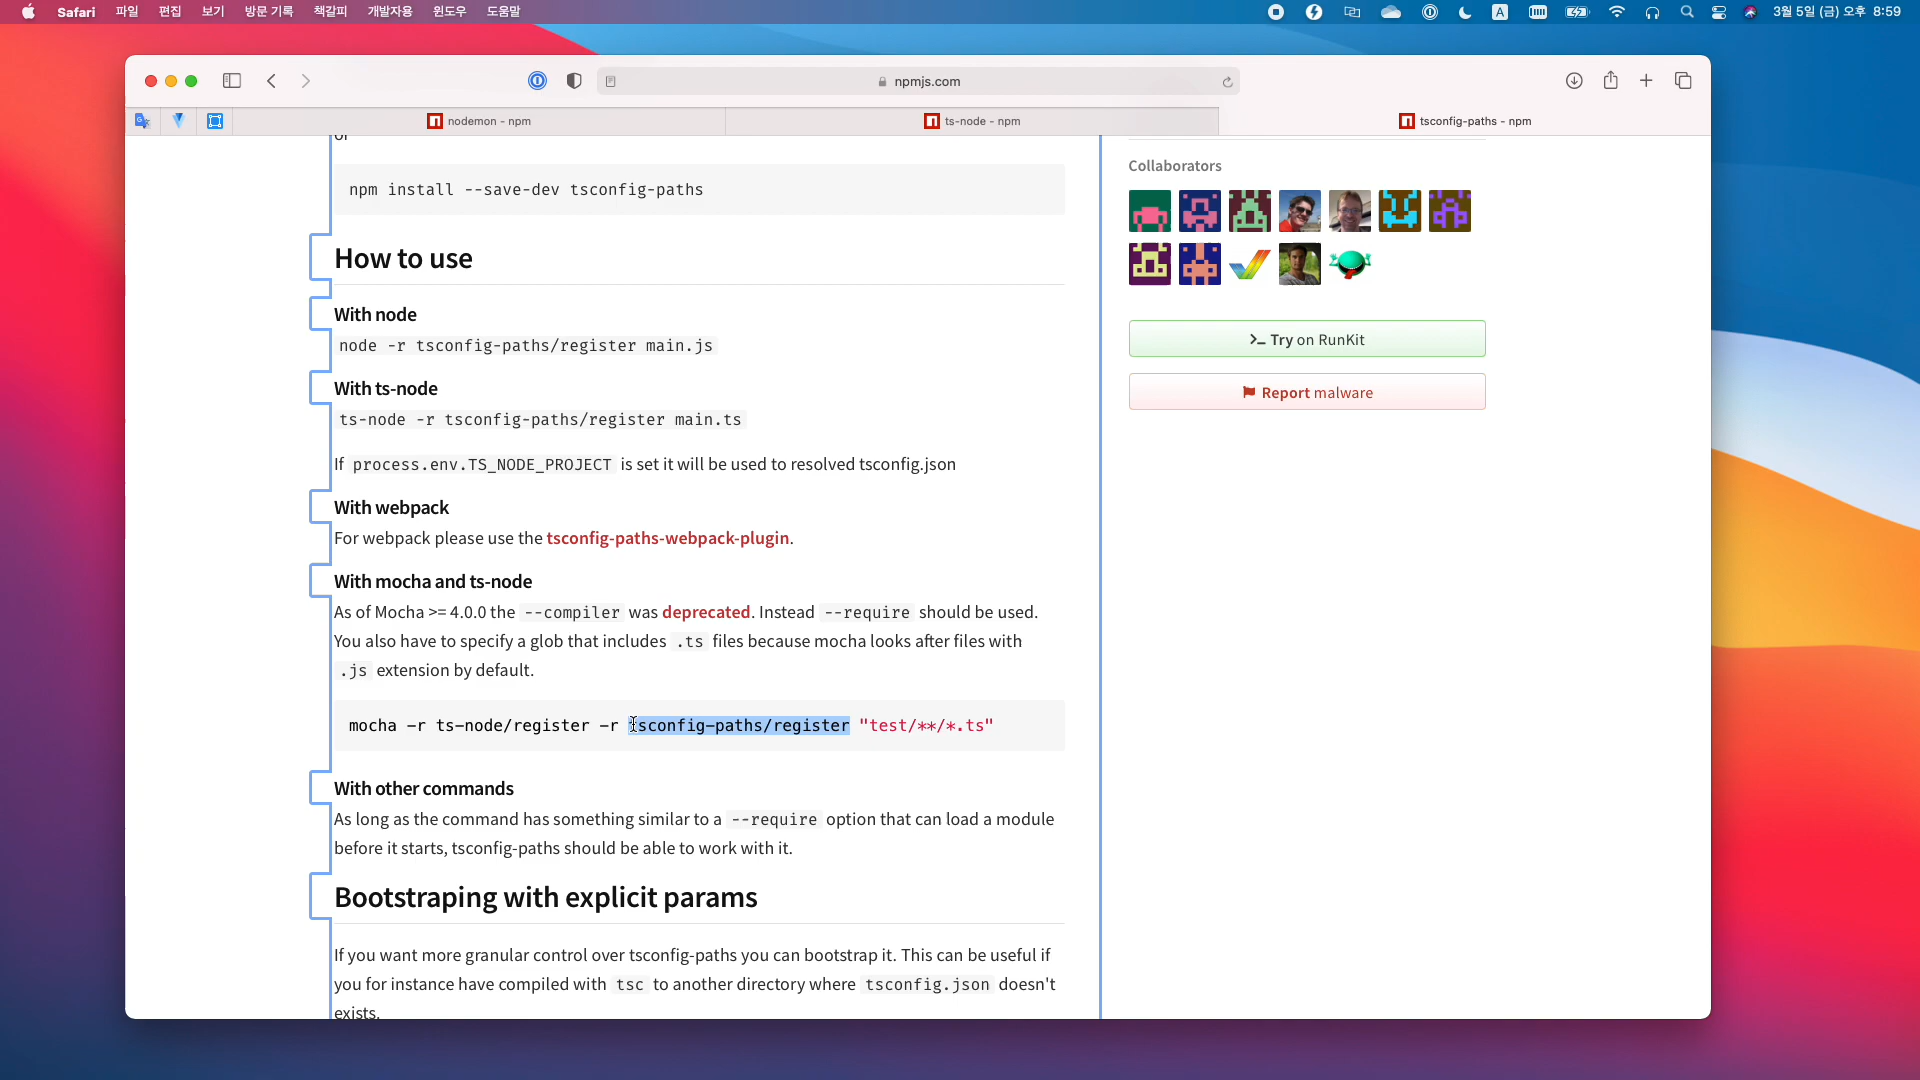 Safari 파일 편집 보기 방문 기록 책갈피 개발자용 윈도우 도움말 A 3월 5일 (금) 오후 8:59
npmjs.com
nodemon - npm
ts-node - npm
tsconfig-paths - npm
or
npm install --save-dev tsconfig-paths
How to use
With node
node -r tsconfig-paths/register main.js
With ts-node
ts-node -r tsconfig-paths/register main.ts
If process.env.TS_NODE_PROJECT is set it will be used to resolved tsconfig.json
With webpack
For webpack please use the tsconfig-paths-webpack-plugin.
With mocha and ts-node
As of Mocha >= 4.0.0 the --compiler was deprecated. Instead --require should be used.
You also have to specify a glob that includes .ts files because mocha looks after files with
.js extension by default.
mocha -r ts-node/register -r tsconfig-paths/register "test/**/*.ts"
With other commands
As long as the command has something similar to a --require option that can load a module
before it starts, tsconfig-paths should be able to work with it.
Bootstraping with explicit params
If you want more granular control over tsconfig-paths you can bootstrap it. This can be useful if
you for instance have compiled with tsc to another directory where tsconfig.json doesn't
exists.
Collaborators
Try on RunKit
Report malware